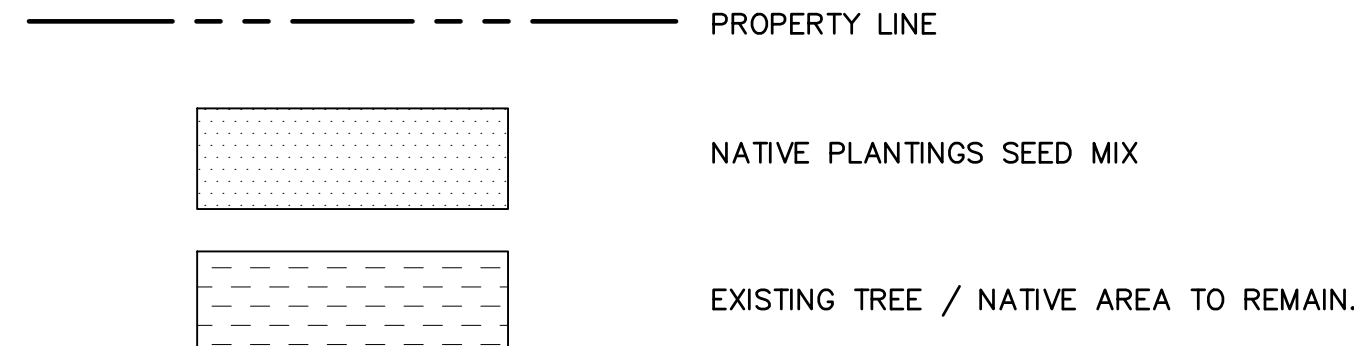 PROPERTY LINE
NATIVE PLANTINGS SEED MIX
EXISTING TREE / NATIVE AREA TO REMAIN.